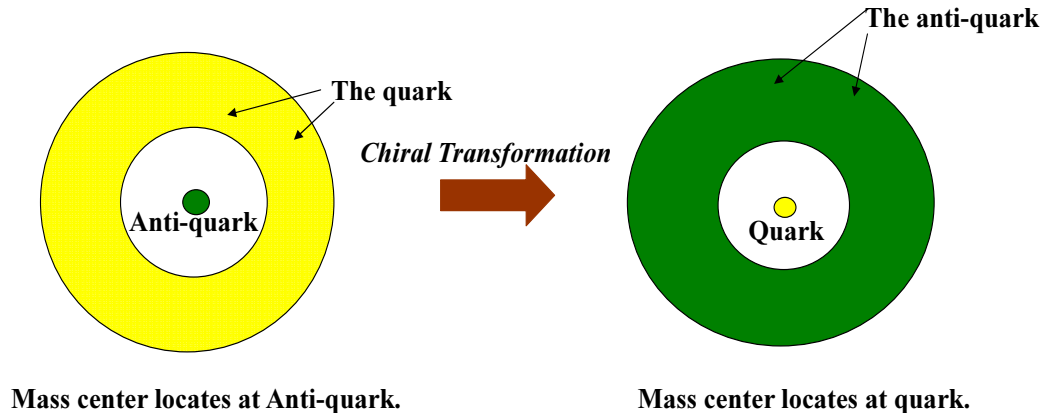 The anti-quark
The quark
Chiral Transformation
Anti-quark
Quark
Mass center locates at Anti-quark.
Mass center locates at quark.